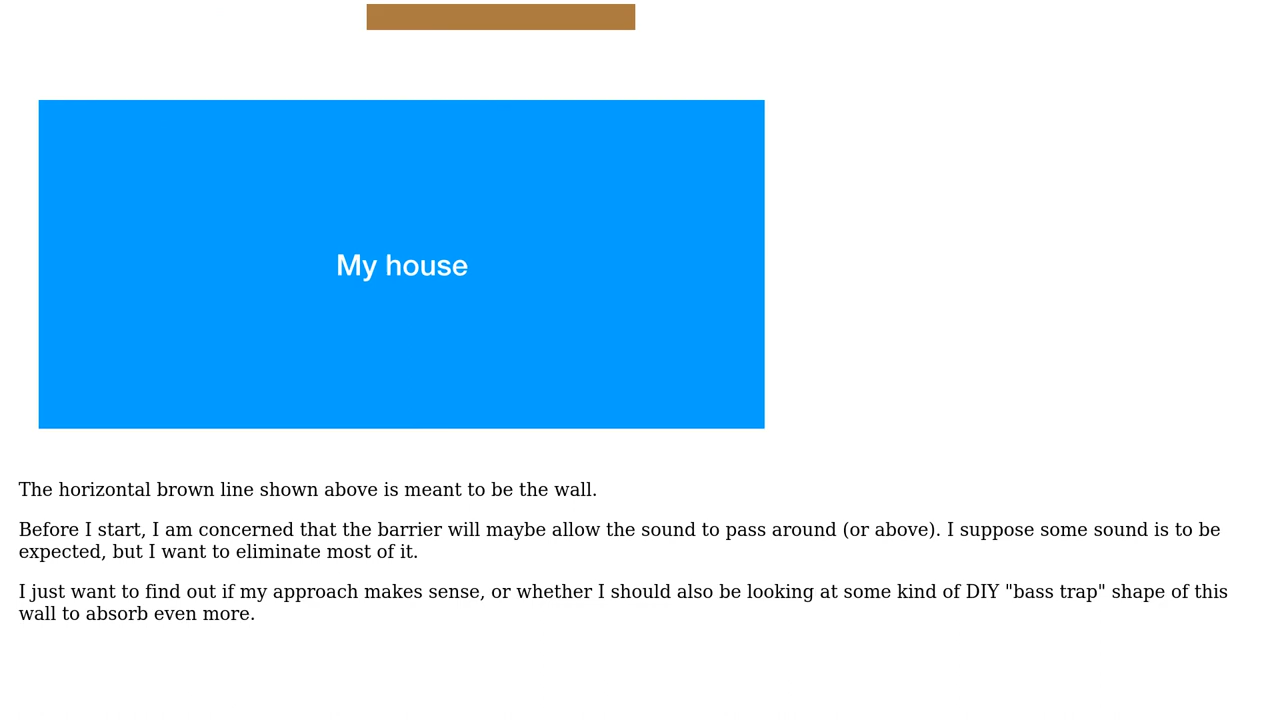 My house
The horizontal brown line shown above is meant to be the wall.
Before I start, I am concerned that the barrier will maybe allow the sound to pass around (or above). I suppose some sound is to be
expected, but I want to eliminate most of it.
I just want to find out if my approach makes sense, or whether I should also be looking at some kind of DIY "bass trap" shape of this
wall to absorb even more.